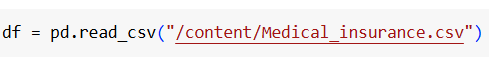 df = pd.read_csv("/content/Medical_insurance.csv")